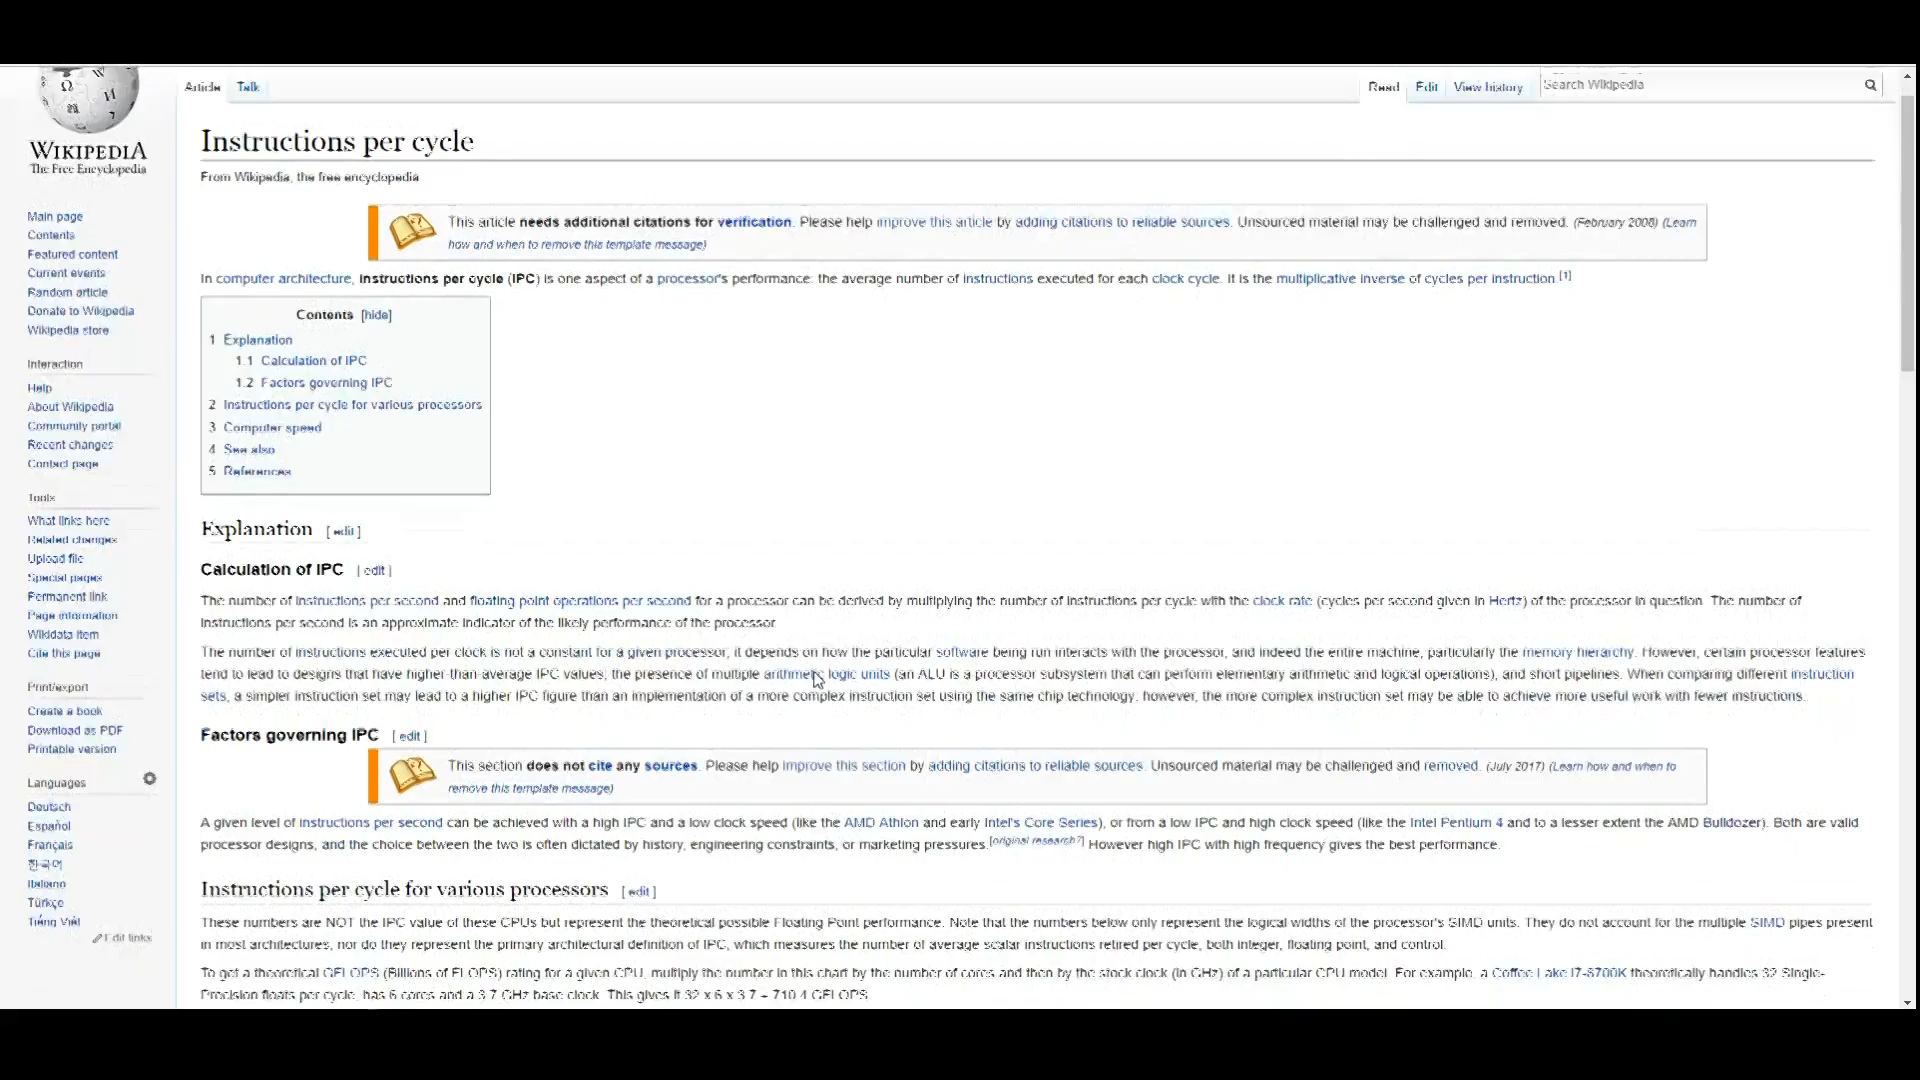 Article Talk Read Edit View history Search Wikipedia
WIKIPEDIA
The Free Encyclopedia
Main page
Contents
Featured content
Current events
Random article
Donate to Wikipedia
Wikipedia store
Interaction
Help
About Wikipedia
Community portal
Recent changes
Contact page
Tools
What links here
Related changes
Upload file
Special pages
Permanent link
Page information
Wikidata item
Cite this page
Print/export
Create a book
Download as PDF
Printable version
Languages
Deutsch
Español
Français
한국어
Italiano
Türkçe
Tiếng Việt
Edit links
Instructions per cycle
From Wikipedia, the free encyclopedia
This article needs additional citations for verification. Please help improve this article by adding citations to reliable sources. Unsourced material may be challenged and removed. (February 2008) (Learn
how and when to remove this template message)
In computer architecture, instructions per cycle (IPC) is one aspect of a processor's performance: the average number of instructions executed for each clock cycle. It is the multiplicative inverse of cycles per instruction.[1]
Contents [hide]
1 Explanation
1.1 Calculation of IPC
1.2 Factors governing IPC
2 Instructions per cycle for various processors
3 Computer speed
4 See also
5 References
Explanation [ edit ]
Calculation of IPC [ edit ]
The number of instructions per second and floating point operations per second for a processor can be derived by multiplying the number of instructions per cycle with the clock rate (cycles per second given in Hertz) of the processor in question. The number of
instructions per second is an approximate indicator of the likely performance of the processor.
The number of instructions executed per clock is not a constant for a given processor; it depends on how the particular software being run interacts with the processor, and indeed the entire machine, particularly the memory hierarchy. However, certain processor features
tend to lead to designs that have higher-than-average IPC values; the presence of multiple arithmetic logic units (an ALU is a processor subsystem that can perform elementary arithmetic and logical operations), and short pipelines. When comparing different instruction
sets, a simpler instruction set may lead to a higher IPC figure than an implementation of a more complex instruction set using the same chip technology; however, the more complex instruction set may be able to achieve more useful work with fewer instructions.
Factors governing IPC [ edit ]
This section does not cite any sources. Please help improve this section by adding citations to reliable sources. Unsourced material may be challenged and removed. (July 2017) (Learn how and when to
remove this template message)
A given level of instructions per second can be achieved with a high IPC and a low clock speed (like the AMD Athlon and early Intel's Core Series), or from a low IPC and high clock speed (like the Intel Pentium 4 and to a lesser extent the AMD Bulldozer). Both are valid
processor designs, and the choice between the two is often dictated by history, engineering constraints, or marketing pressures.[original research?] However high IPC with high frequency gives the best performance.
Instructions per cycle for various processors [ edit ]
These numbers are NOT the IPC value of these CPUs but represent the theoretical possible Floating Point performance. Note that the numbers below only represent the logical widths of the processor's SIMD units. They do not account for the multiple SIMD pipes present
in most architectures, nor do they represent the primary architectural definition of IPC, which measures the number of average scalar instructions retired per cycle, both integer, floating point, and control.
To get a theoretical GFLOPS (Billions of FLOPS) rating for a given CPU, multiply the number in this chart by the number of cores and then by the stock clock (in GHz) of a particular CPU model. For example, a Coffee Lake i7-8700K theoretically handles 32 Single-
Precision floats per cycle, has 6 cores and a 3.7 GHz base clock. This gives it 32 x 6 x 3.7 = 710.4 GFLOPS